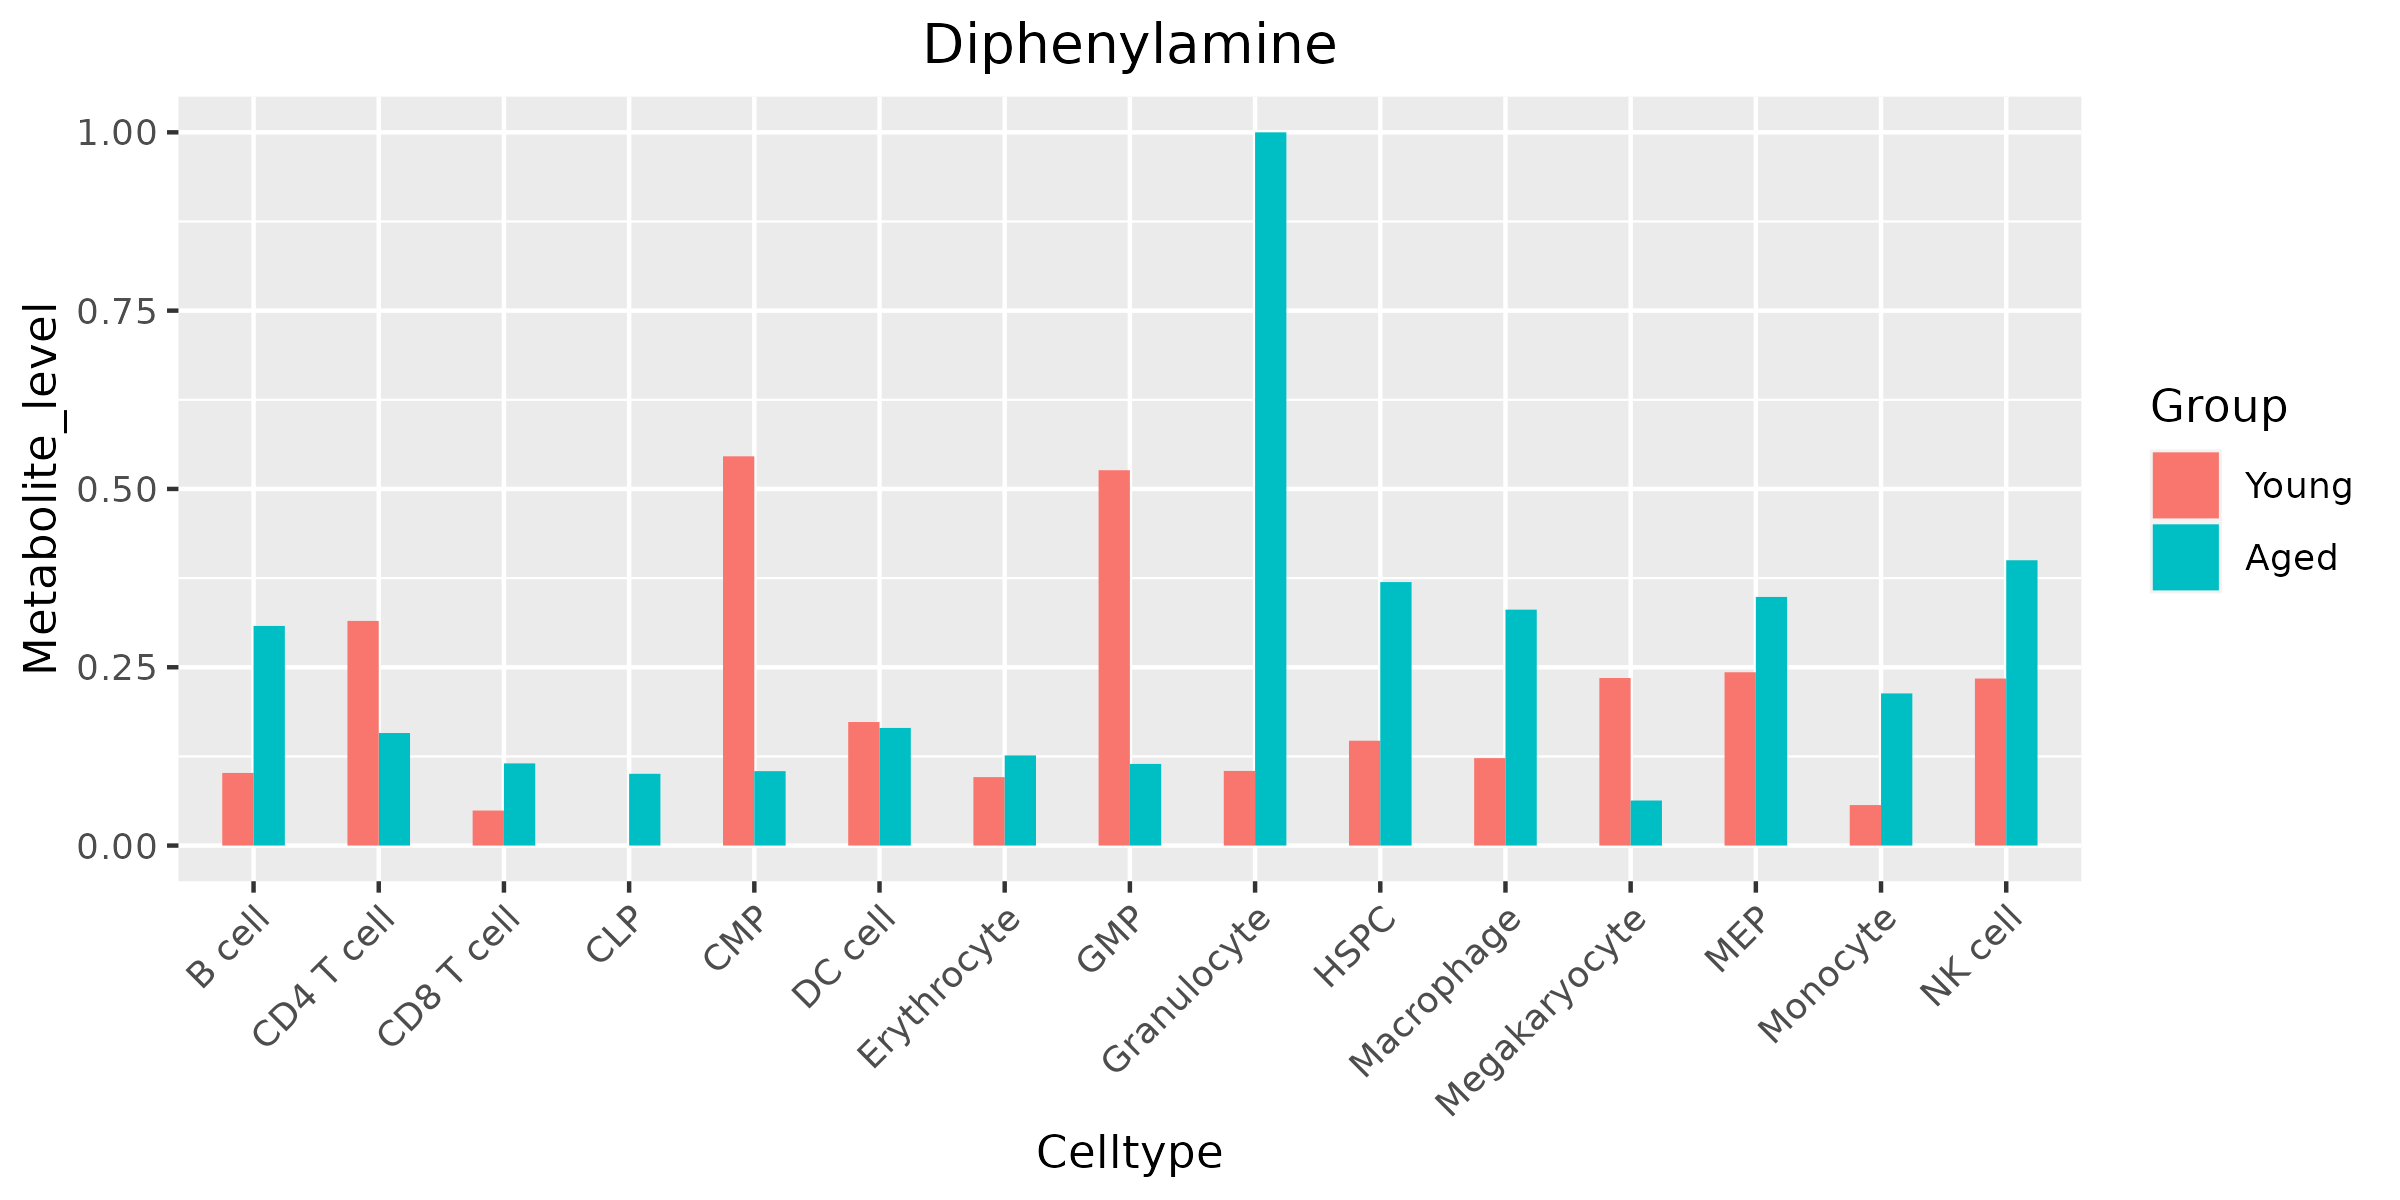 Diphenylamine
Metabolite_level
1.00
0.75
0.50
0.25
0.00
B cell
CD4 T cell
CD8 T cell
CLP
CMP
DC cell
Erythrocyte
GMP
Granulocyte
HSPC
Macrophage
Megakaryocyte
MEP
Monocyte
NK cell
Celltype
Group
Young
Aged